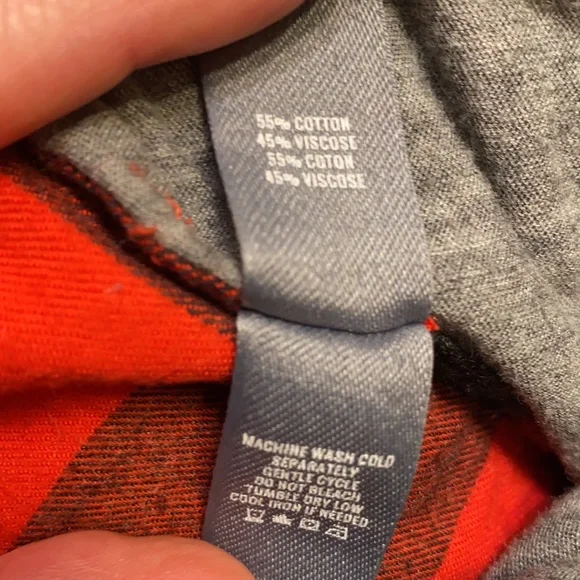 55% COTTON
45% VISCOSE
55% COTON
45% VISCOSE
MACHINE WASH COLD
SEPARATELY
GENTLE CYCLE
DO NOT BLEACH
TUMBLE DRY LOW
COOL IRON IF NEEDED